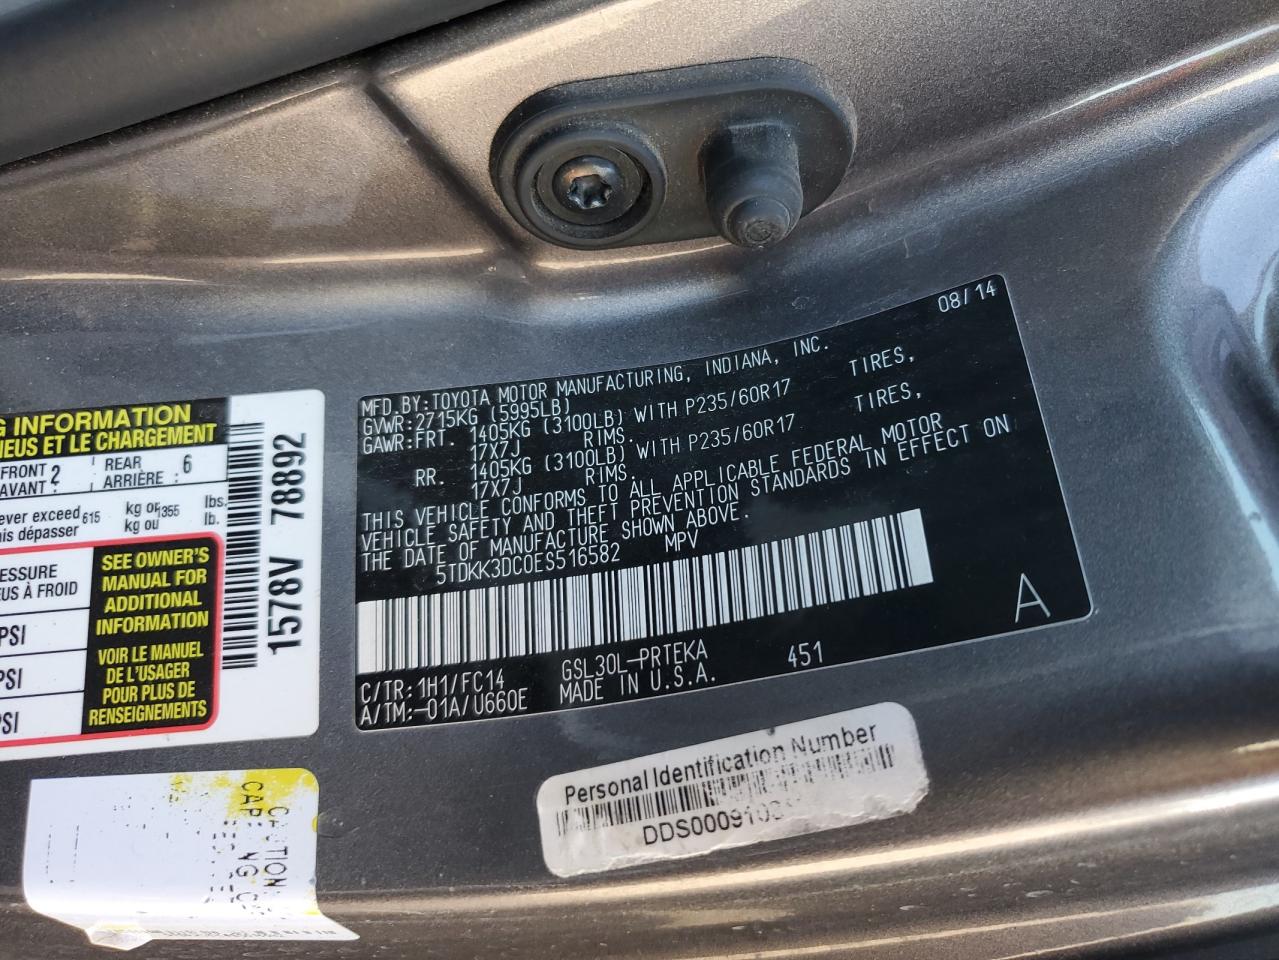 08/14
MFD.BY:TOYOTA MOTOR MANUFACTURING, INDIANA, INC.
GVWR:2715KG (5995LB)
GAWR:FRT. 1405KG (3100LB) WITH P235/60R17 TIRES,
17X7J RIMS.
RR. 1405KG (3100LB) WITH P235/60R17 TIRES,
17X7J RIMS.
THIS VEHICLE CONFORMS TO ALL APPLICABLE FEDERAL MOTOR
VEHICLE SAFETY AND THEFT PREVENTION STANDARDS IN EFFECT ON
THE DATE OF MANUFACTURE SHOWN ABOVE.
5TDKK3DC0ES516582 MPV
C/TR:1H1/FC14 GSL30L-PRTEKA 451
A/TM:-01A/U660E MADE IN U.S.A.
A
G INFORMATION
NEUS ET LE CHARGEMENT
FRONT 2 REAR 6
AVANT: ARRIÈRE :
ever exceed 615 kg or 1355 lbs.
is dépasser kg ou lb.
SEE OWNER'S
MANUAL FOR
ADDITIONAL
INFORMATION
VOIR LE MANUEL
DE L'USAGER
POUR PLUS DE
RENSEIGNEMENTS
ESSURE
US À FROID
PSI
PSI
PSI
1578V 78892
Personal Identification Number
DDS0009108
CAUTION